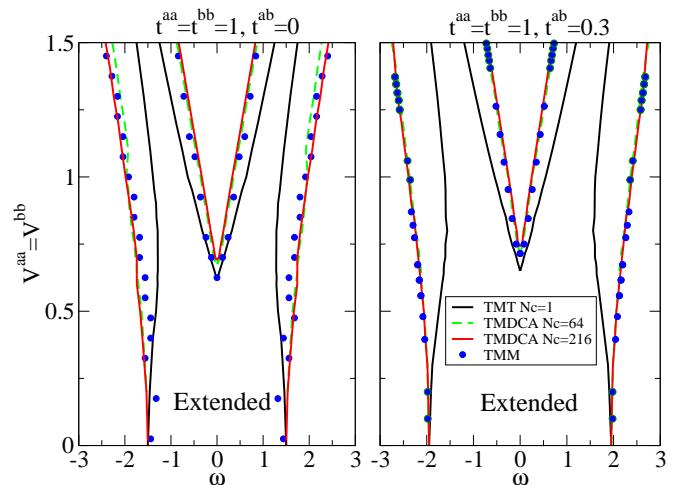 t^aa=t^bb=1, t^ab=0
t^aa=t^bb=1, t^ab=0.3
V^aa=V^bb
1.5
1
0.5
0
TMT Nc=1
TMDCA Nc=64
TMDCA Nc=216
TMM
Extended
Extended
-3 -2 -1 0 1 2 3
-3 -2 -1 0 1 2 3
ω
ω